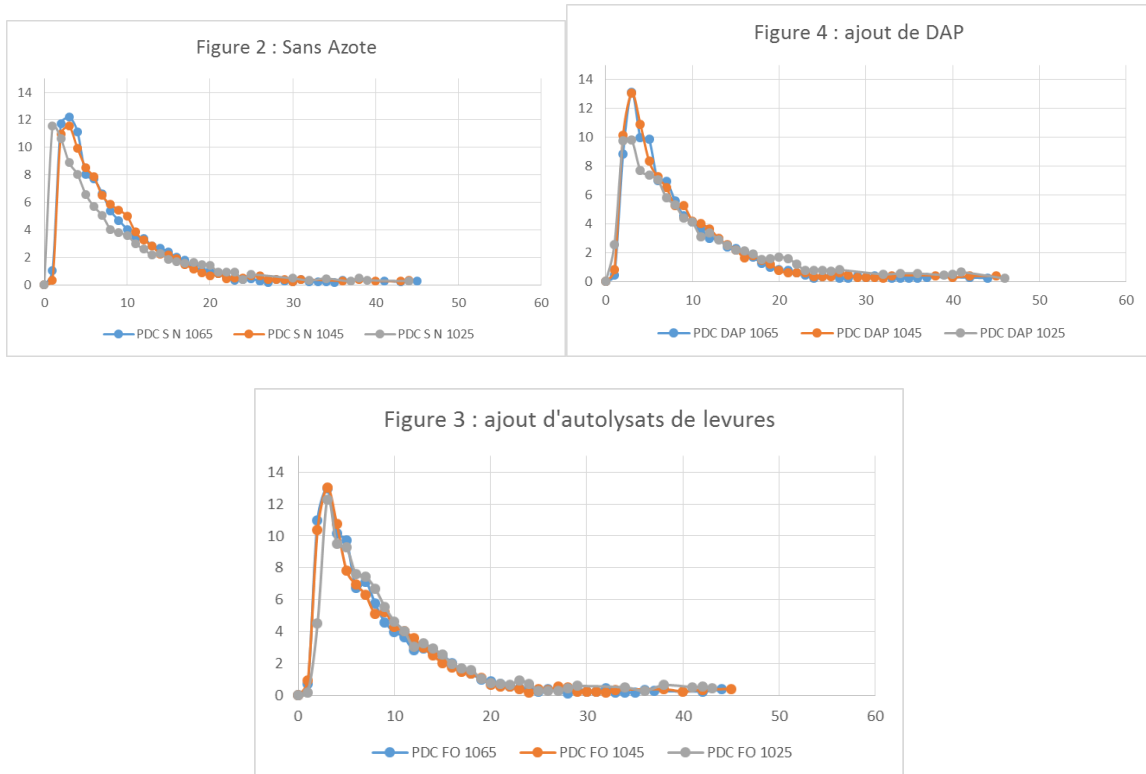 Figure 2 : Sans Azote
14
12
10
8
6
4
2
0
0 10 20 30 40 50 60
PDC S N 1065 PDC S N 1045 PDC S N 1025
Figure 4 : ajout de DAP
14
12
10
8
6
4
2
0
0 10 20 30 40 50 60
PDC DAP 1065 PDC DAP 1045 PDC DAP 1025
Figure 3 : ajout d'autolysats de levures
14
12
10
8
6
4
2
0
0 10 20 30 40 50 60
PDC FO 1065 PDC FO 1045 PDC FO 1025